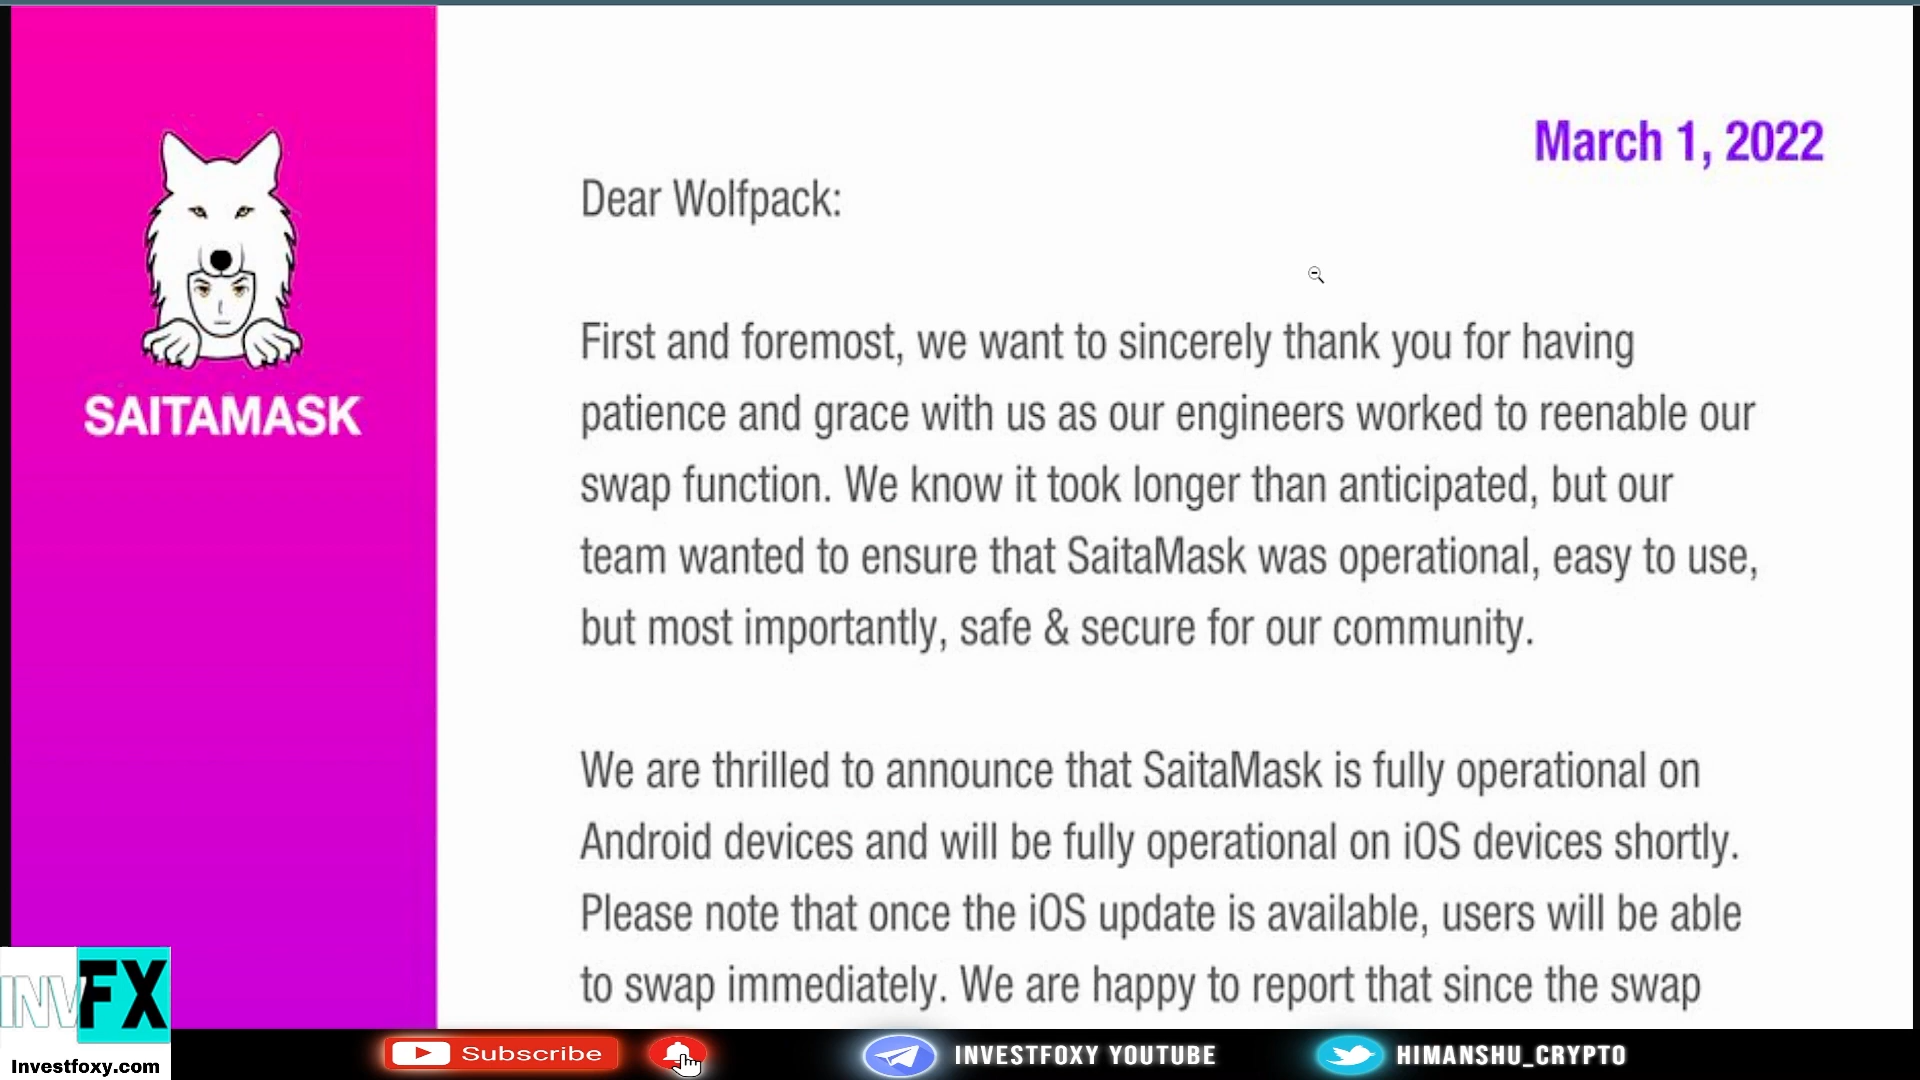 March 1, 2022
Dear Wolfpack:
SAITAMASK
First and foremost, we want to sincerely thank you for having
patience and grace with us as our engineers worked to reenable our
swap function. We know it took longer than anticipated, but our
team wanted to ensure that SaitaMask was operational, easy to use,
but most importantly, safe & secure for our community.
We are thrilled to announce that SaitaMask is fully operational on
Android devices and will be fully operational on iOS devices shortly.
Please note that once the iOS update is available, users will be able
to swap immediately. We are happy to report that since the swap
INVFX
Investfoxy.com
Subscribe
INVESTFOXY YOUTUBE
HIMANSHU_CRYPTO